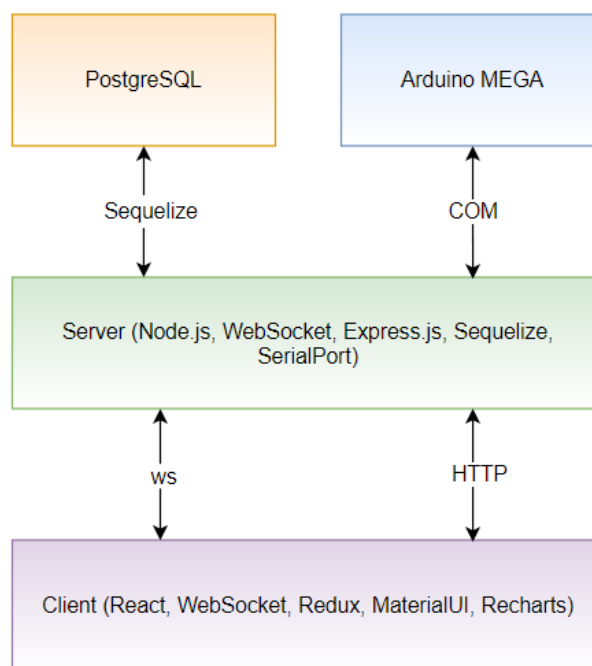 PostgreSQL
Arduino MEGA
Sequelize
COM
Server (Node.js, WebSocket, Express.js, Sequelize,
SerialPort)
ws
HTTP
Client (React, WebSocket, Redux, MaterialUI, Recharts)